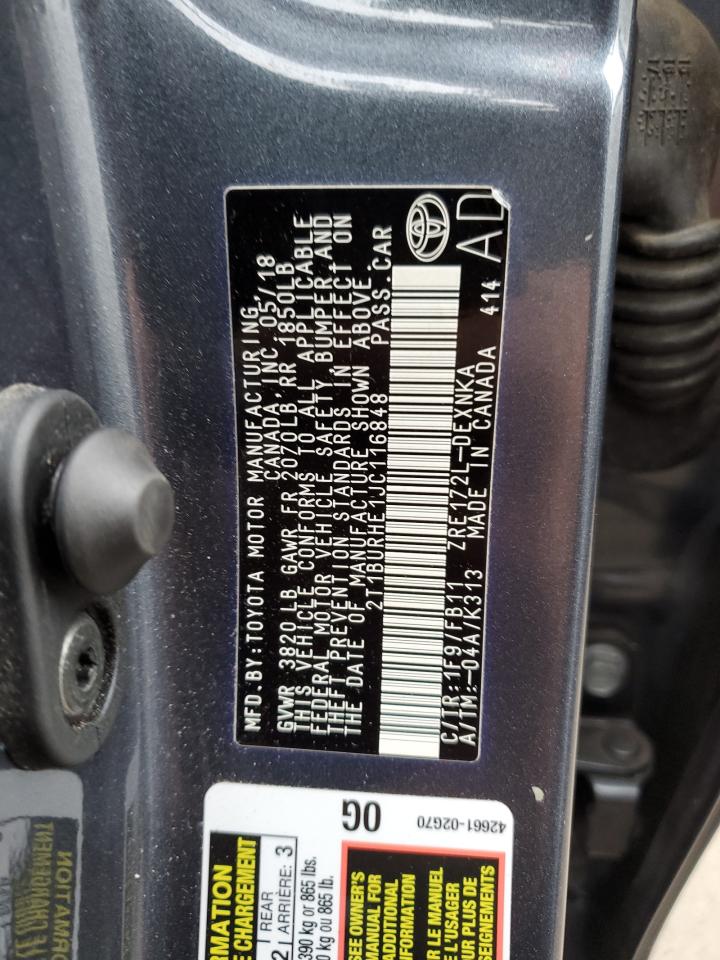 MFD.BY:TOYOTA MOTOR MANUFACTURING
CANADA, INC. 05/18
GVWR 3820LB GAWR FR 2070LB RR 1850LB
THIS VEHICLE CONFORMS TO ALL APPLICABLE
FEDERAL MOTOR VEHICLE SAFETY, BUMPER, AND
THEFT PREVENTION STANDARDS IN EFFECT ON
THE DATE OF MANUFACTURE SHOWN ABOVE.
2T1BURHE1JC116848 PASS.CAR
C/TR:1F9/FB11 ZRE172L-DEXNKA
A/TM:-04A/K313 MADE IN CANADA 414
AD
OG
42661-02G70
MATION
E CHARGEMENT
2 REAR
ARRIÈRE: 3
390 kg or 865 lbs.
0 kg ou 865 lb.
SEE OWNER'S
MANUAL FOR
ADDITIONAL
INFORMATION
R LE MANUEL
L'USAGER
R PLUS DE
SEIGNEMENTS